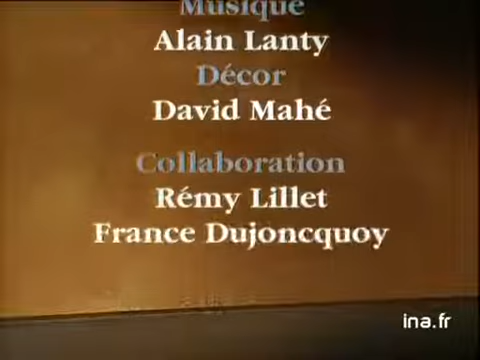 Musique
Alain Lanty
Décor
David Mahé
Collaboration
Rémy Lillet
France Dujoncquoy
ina.fr